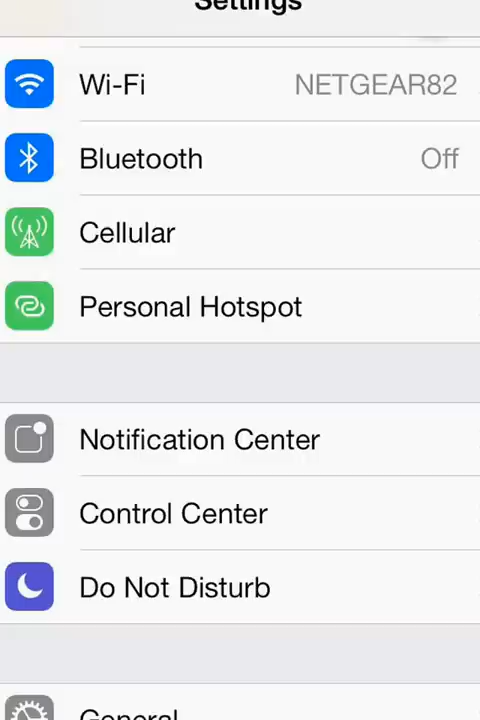 Settings
Wi-Fi NETGEAR82
Bluetooth Off
Cellular
Personal Hotspot
Notification Center
Control Center
Do Not Disturb
General